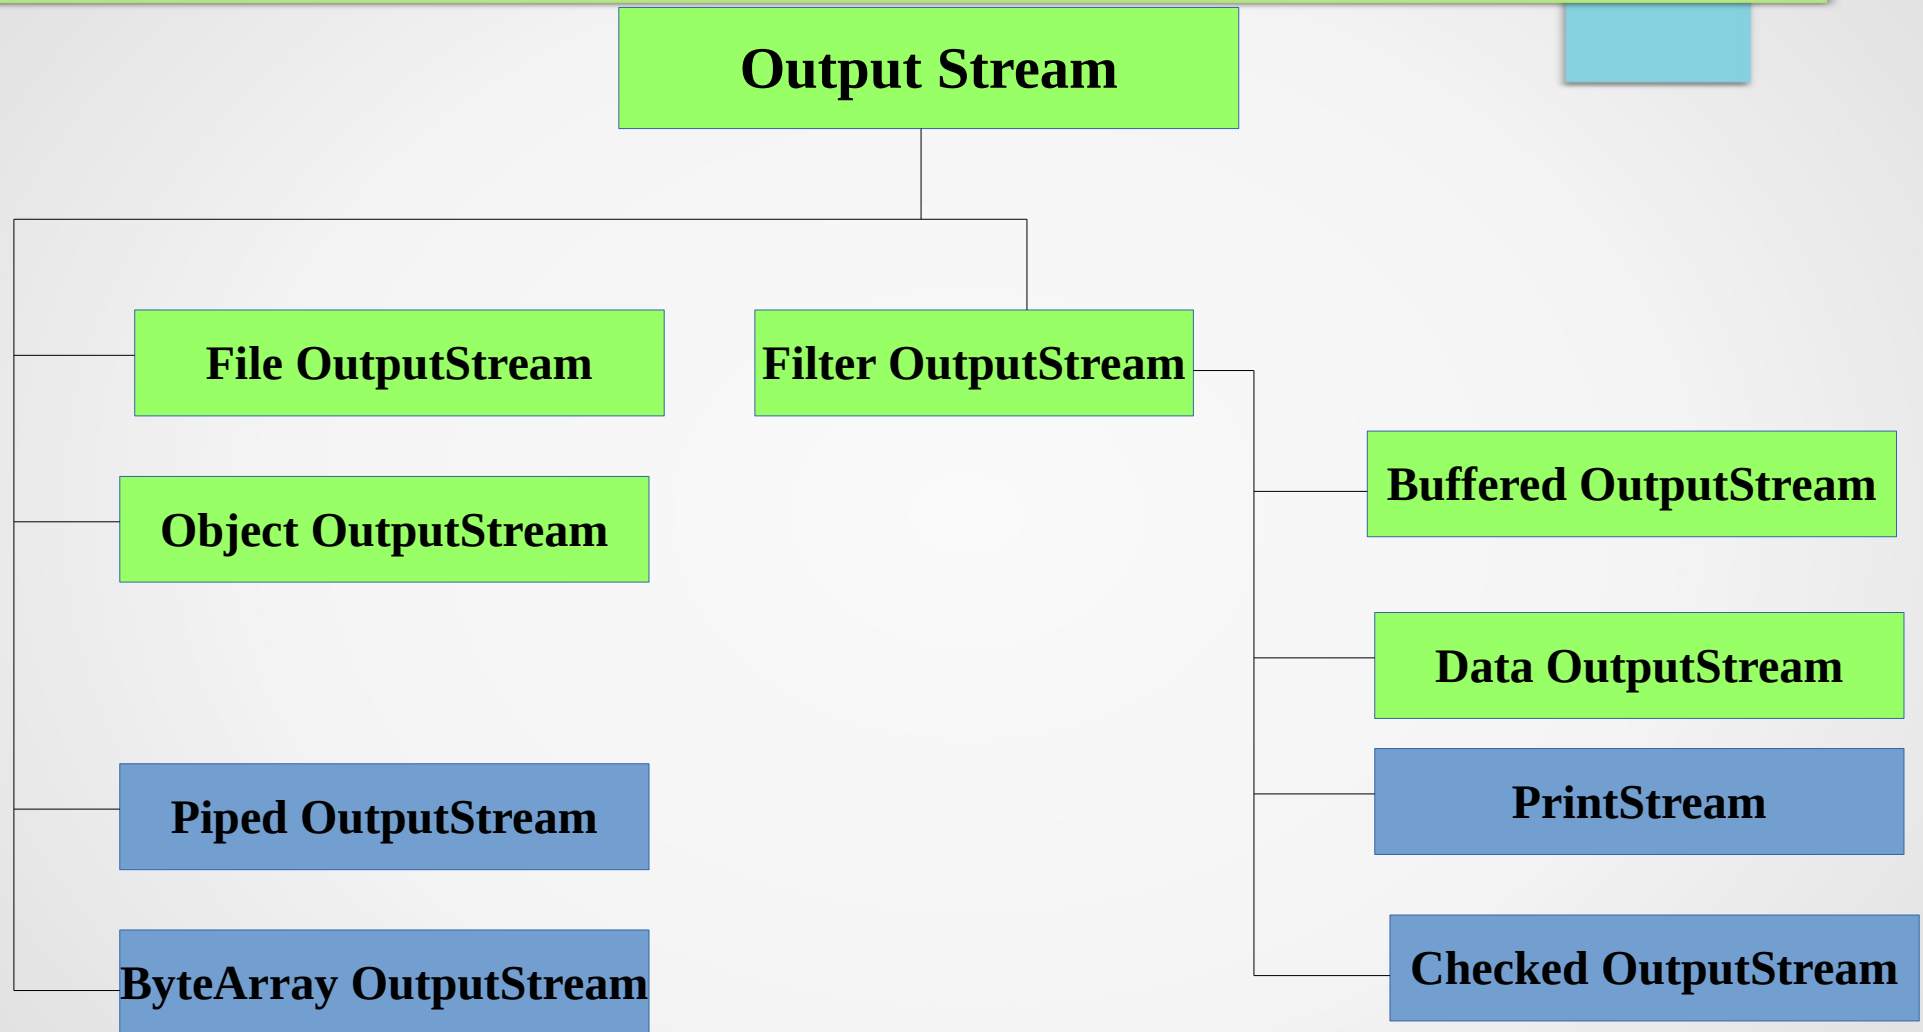 Output Stream
File OutputStream
Filter OutputStream
Buffered OutputStream
Object OutputStream
Data OutputStream
PrintStream
Piped OutputStream
Checked OutputStream
ByteArray OutputStream